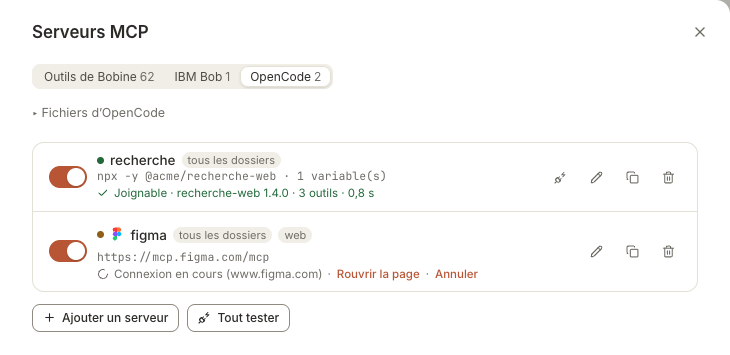 Serveurs MCP
Outils de Bobine 62 IBM Bob 1 OpenCode 2
Fichiers d’OpenCode
recherche tous les dossiers
npx -y @acme/recherche-web · 1 variable(s)
Joignable · recherche-web 1.4.0 · 3 outils · 0,8 s
figma tous les dossiers web
https://mcp.figma.com/mcp
Connexion en cours (www.figma.com) · Rouvrir la page · Annuler
+ Ajouter un serveur Tout tester